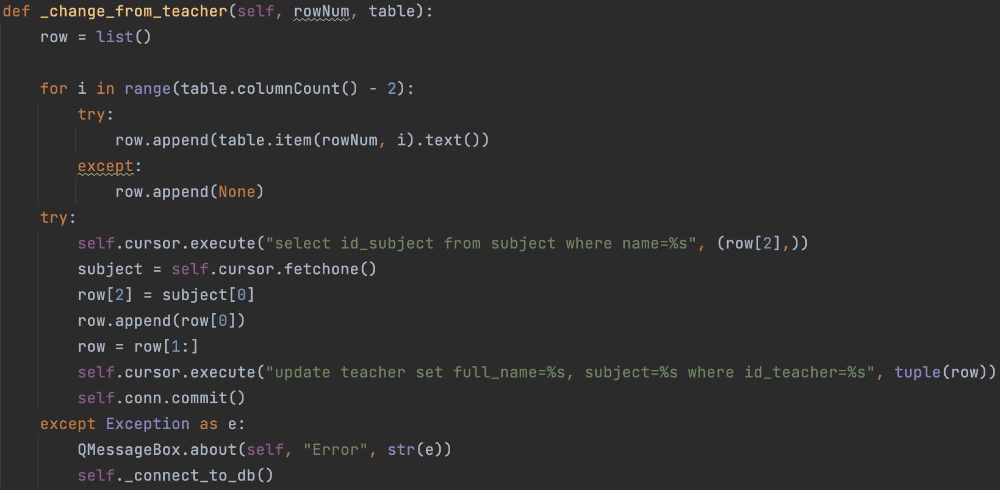 def _change_from_teacher(self, rowNum, table):
    row = list()

    for i in range(table.columnCount() - 2):
        try:
            row.append(table.item(rowNum, i).text())
        except:
            row.append(None)
    try:
        self.cursor.execute("select id_subject from subject where name=%s", (row[2],))
        subject = self.cursor.fetchone()
        row[2] = subject[0]
        row.append(row[0])
        row = row[1:]
        self.cursor.execute("update teacher set full_name=%s, subject=%s where id_teacher=%s", tuple(row))
        self.conn.commit()
    except Exception as e:
        QMessageBox.about(self, "Error", str(e))
        self._connect_to_db()